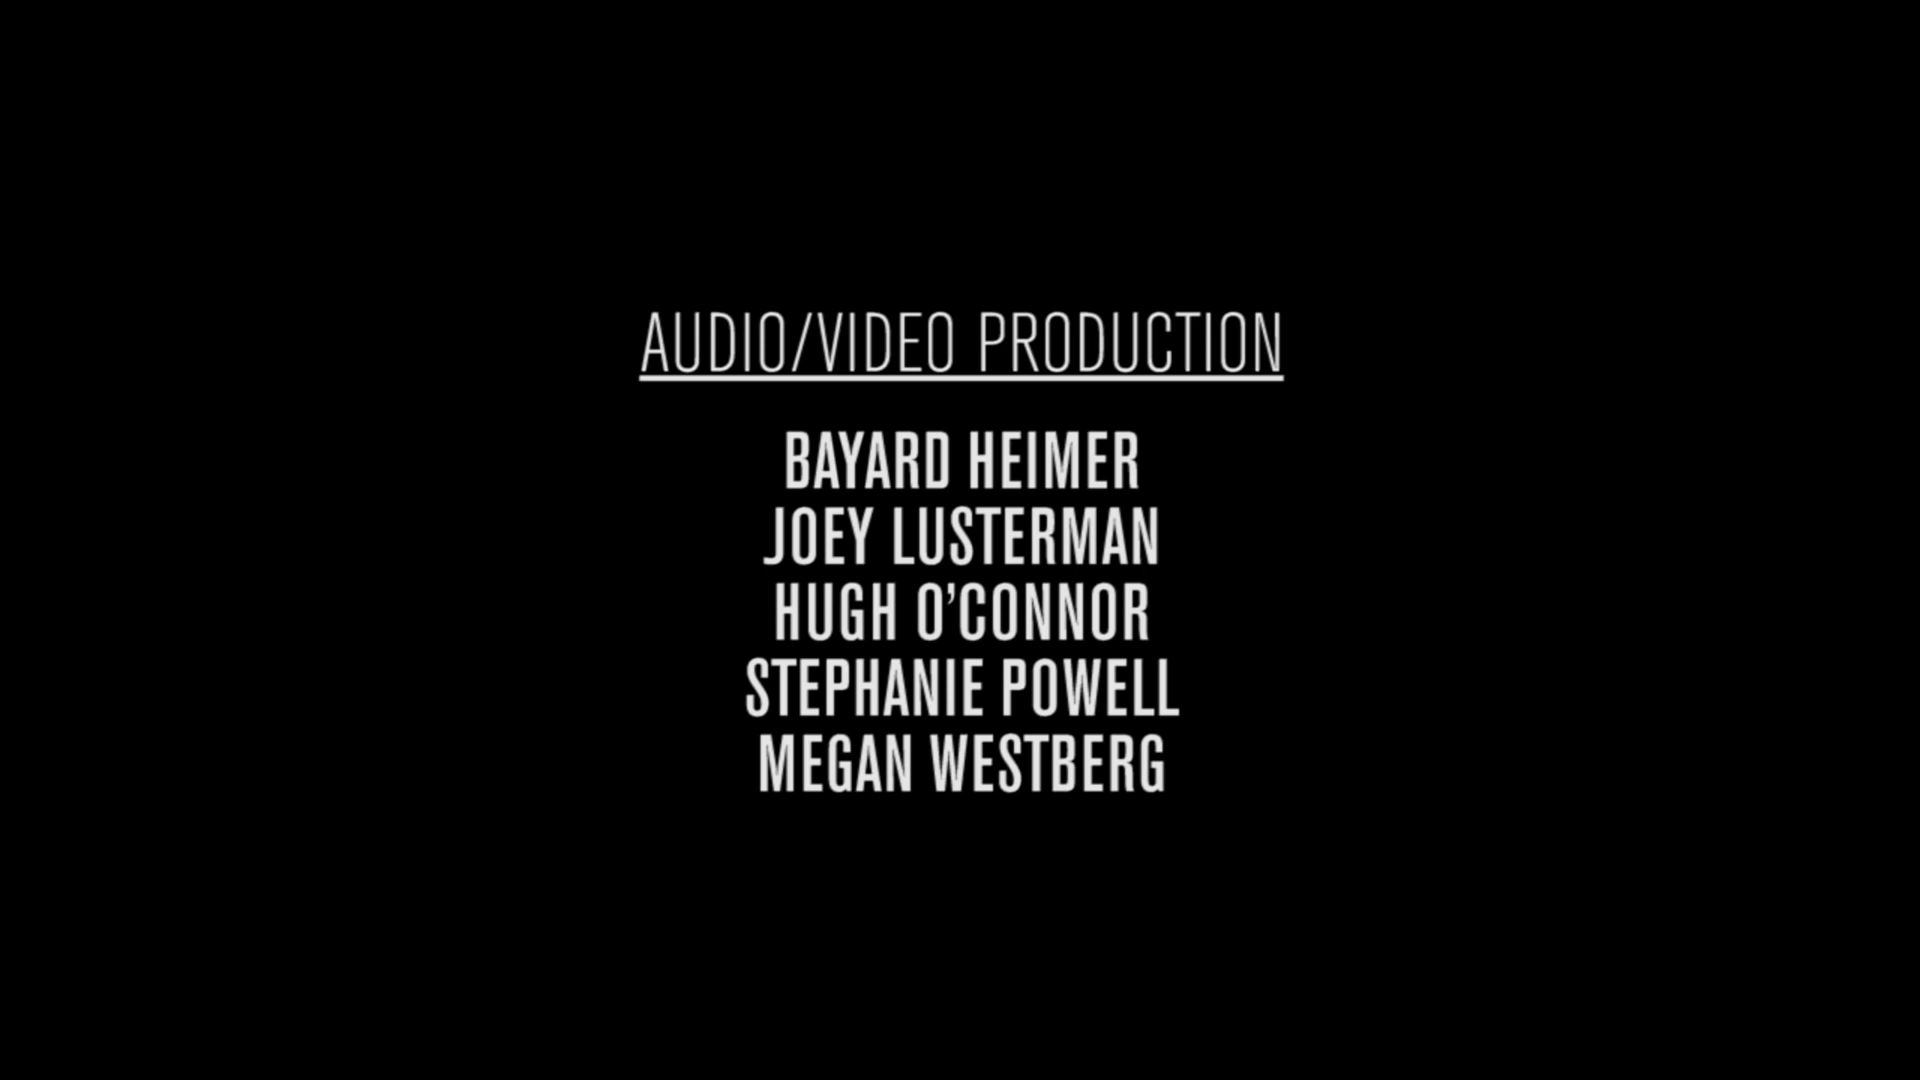 AUDIO/VIDEO PRODUCTION
BAYARD HEIMER
JOEY LUSTERMAN
HUGH O’CONNOR
STEPHANIE POWELL
MEGAN WESTBERG